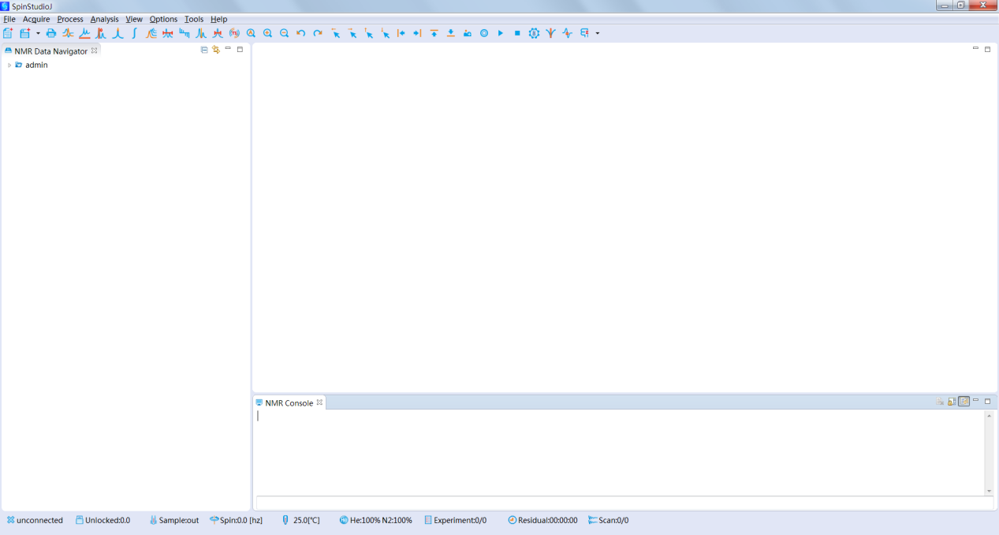 SpinStudioJ
File Acquire Process Analysis View Options Tools Help
NMR Data Navigator
admin
NMR Console
unconnected Unlocked:0.0 Sample:out Spin:0.0 [hz] 25.0[°C] He:100% N2:100% Experiment:0/0 Residual:00:00:00 Scan:0/0